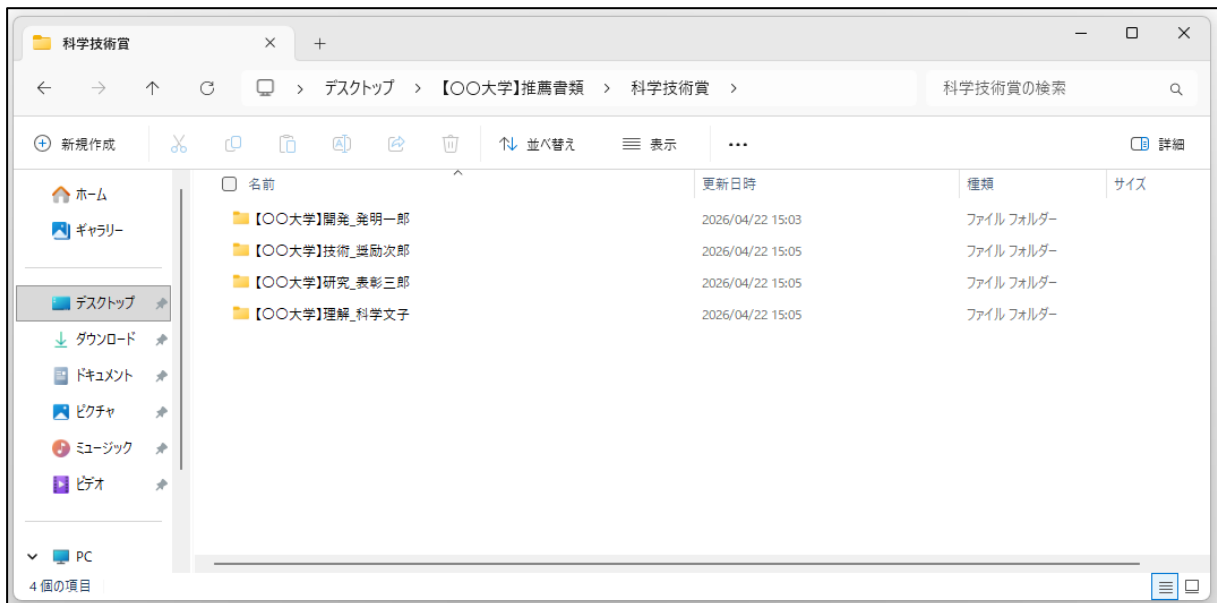 科学技術賞
デスクトップ > 【〇〇大学】推薦書類 > 科学技術賞 >
科学技術賞の検索
新規作成
並べ替え
表示
詳細
ホーム
ギャラリー
デスクトップ
ダウンロード
ドキュメント
ピクチャ
ミュージック
ビデオ
PC
名前 更新日時 種類 サイズ
【〇〇大学】開発_発明一郎 2026/04/22 15:03 ファイル フォルダー
【〇〇大学】技術_奨励次郎 2026/04/22 15:05 ファイル フォルダー
【〇〇大学】研究_表彰三郎 2026/04/22 15:05 ファイル フォルダー
【〇〇大学】理解_科学文子 2026/04/22 15:05 ファイル フォルダー
4 個の項目